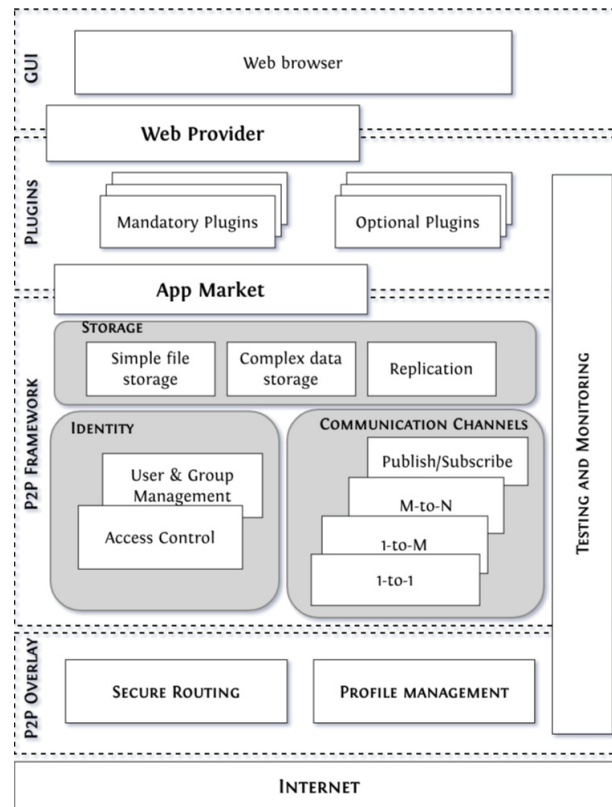 GUI
Web browser
Web Provider
PLUGINS
Mandatory Plugins
Optional Plugins
App Market
P2P FRAMEWORK
STORAGE
Simple file
storage
Complex data
storage
Replication
IDENTITY
User & Group
Management
Access Control
COMMUNICATION CHANNELS
Publish/Subscribe
M-to-N
1-to-M
1-to-1
TESTING AND MONITORING
P2P OVERLAY
SECURE ROUTING
PROFILE MANAGEMENT
INTERNET